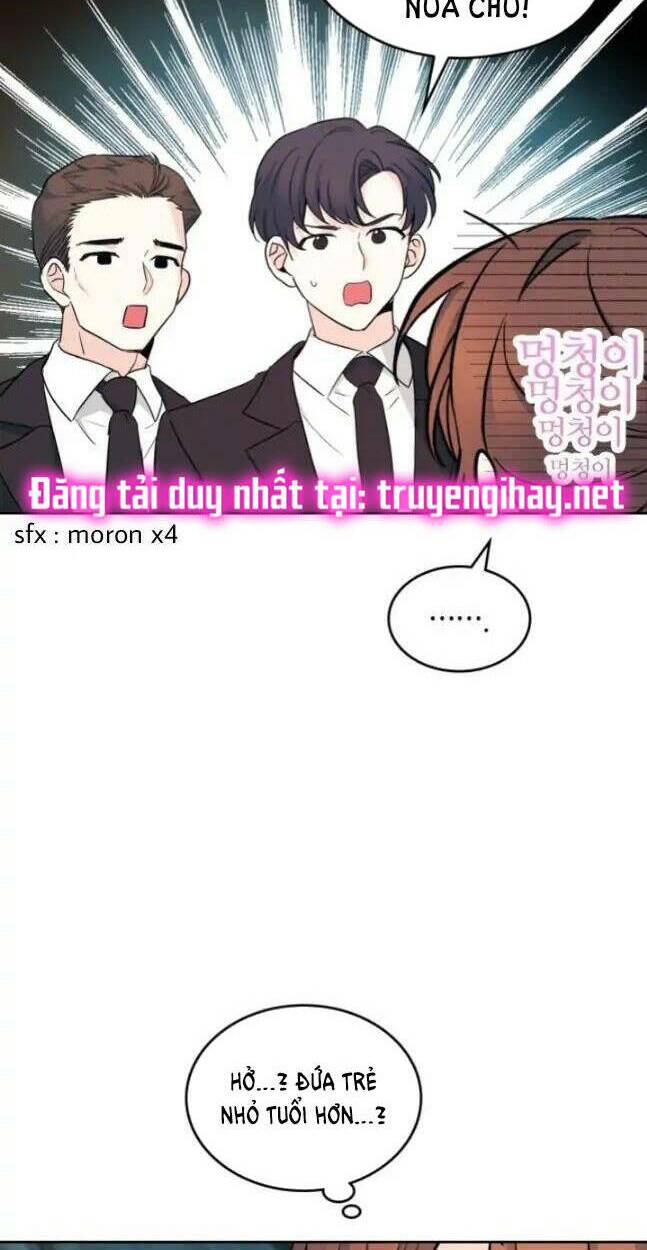 NỮA CHỨ!
멍청이
멍청이
멍청이
멍청이
Đăng tải duy nhất tại: truyengihay.net
sfx : moron x4
.......
HỞ...? ĐỨA TRẺ
NHỎ TUỔI HƠN...?